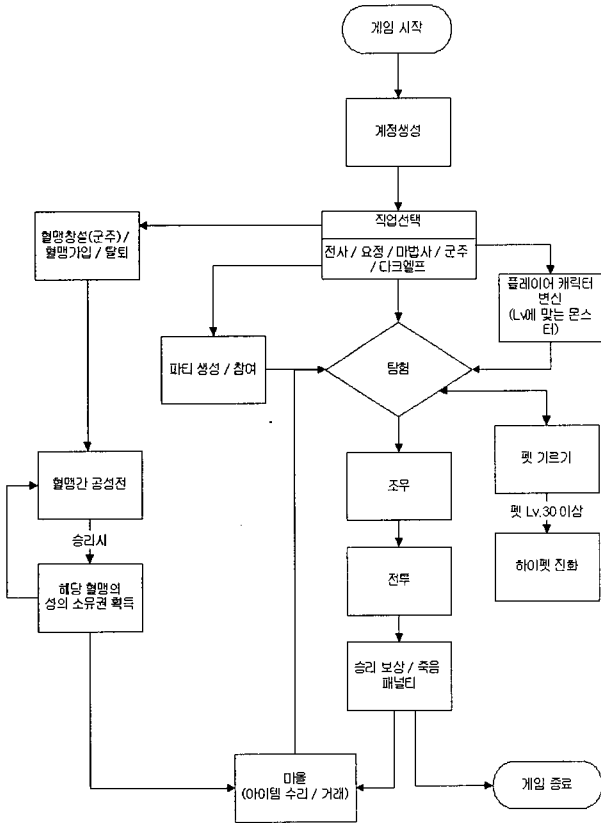 게임 시작
계정생성
직업선택
전사 / 요정 / 마법사 / 군주
/ 다크엘프
혈맹창설(군주) /
혈맹가입 / 탈퇴
플레이어 캐릭터
변신
(Lv에 맞는 몬스
터)
파티 생성 / 참여
탐험
혈맹간 공성전
조우
펫 기르기
승리시
펫 Lv.30 이상
해당 혈맹의
성의 소유권 획득
전투
하이펫 진화
승리 보상 / 죽음
패널티
마을
(아이템 수리 / 거래)
게임 종료